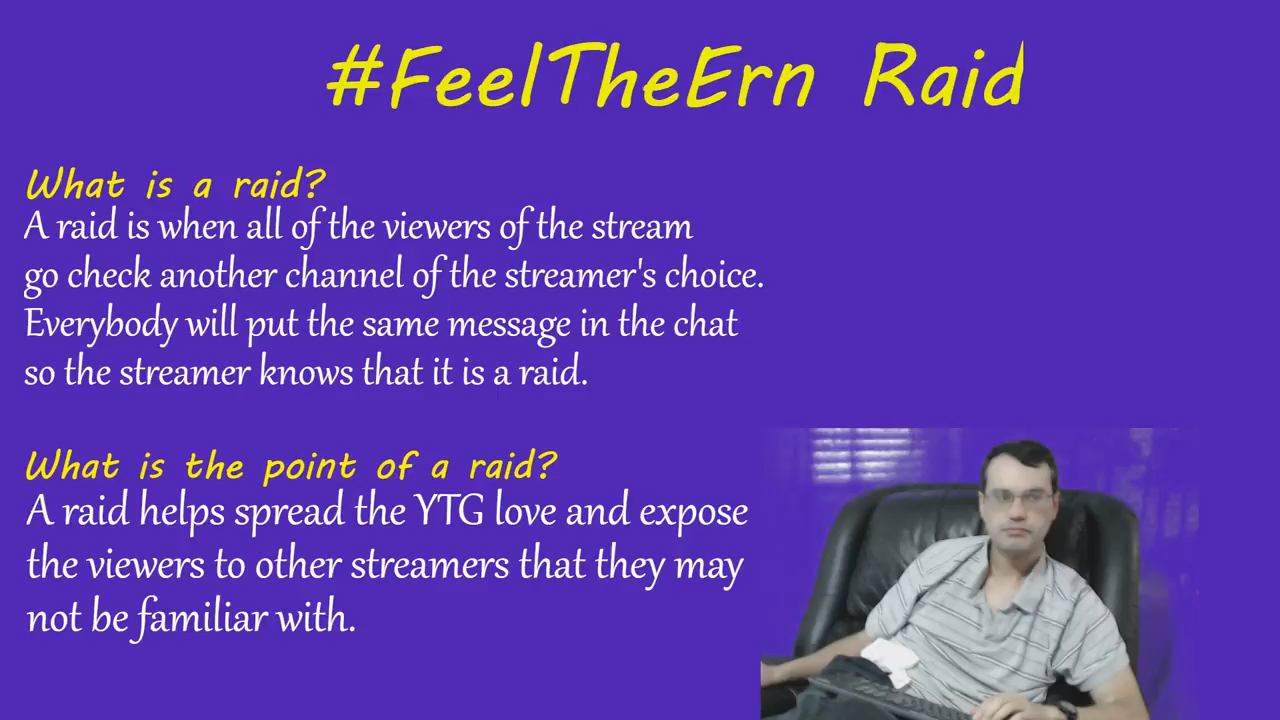 #FeelTheErn Raid
What is a raid?
A raid is when all of the viewers of the stream
go check another channel of the streamer's choice.
Everybody will put the same message in the chat
so the streamer knows that it is a raid.
What is the point of a raid?
A raid helps spread the YTG love and expose
the viewers to other streamers that they may
not be familiar with.